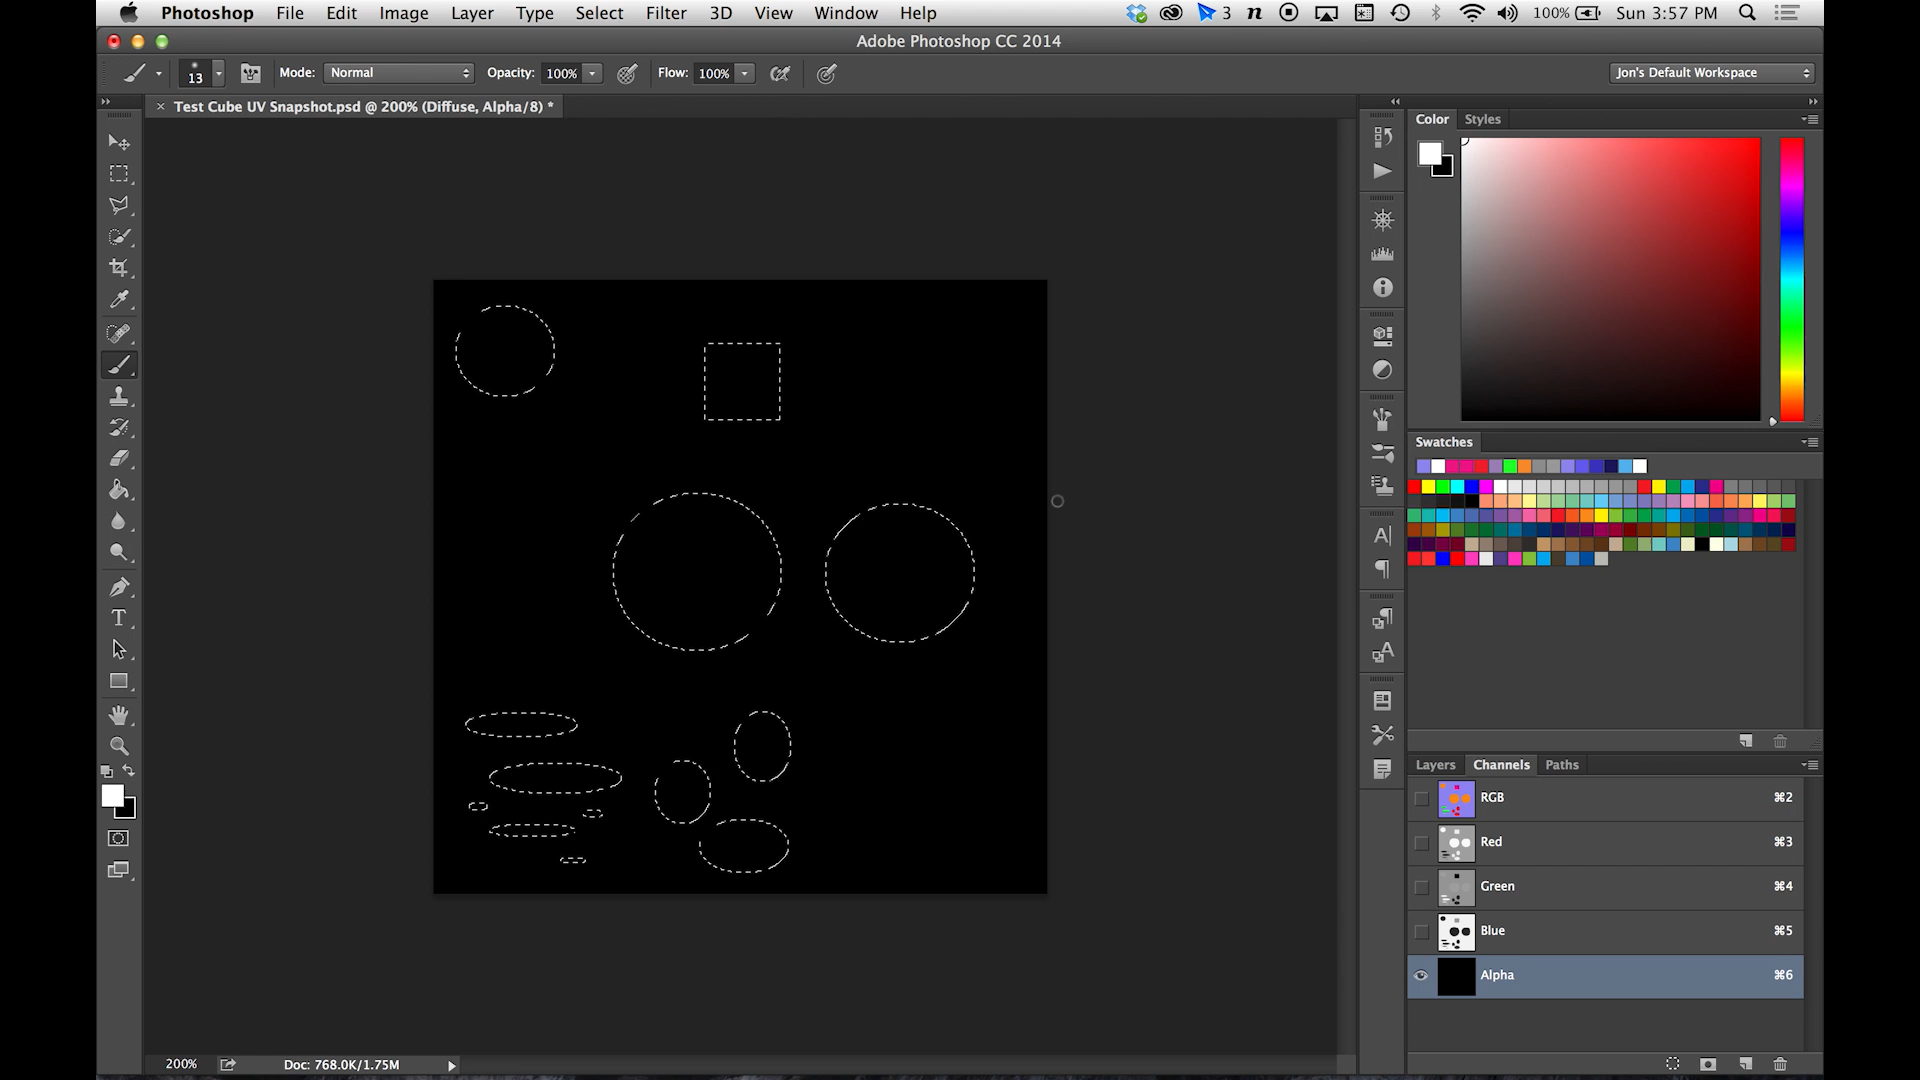 Photoshop File Edit Image Layer Type Select Filter 3D View Window Help 3 100% Sun 3:57 PM
Adobe Photoshop CC 2014
13 Mode: Normal Opacity: 100% Flow: 100% Jon's Default Workspace
× Test Cube UV Snapshot.psd @ 200% (Diffuse, Alpha/8) *
Color Styles
Swatches
Layers Channels Paths
RGB ⌘2
Red ⌘3
Green ⌘4
Blue ⌘5
Alpha ⌘6
200% Doc: 768.0K/1.75M